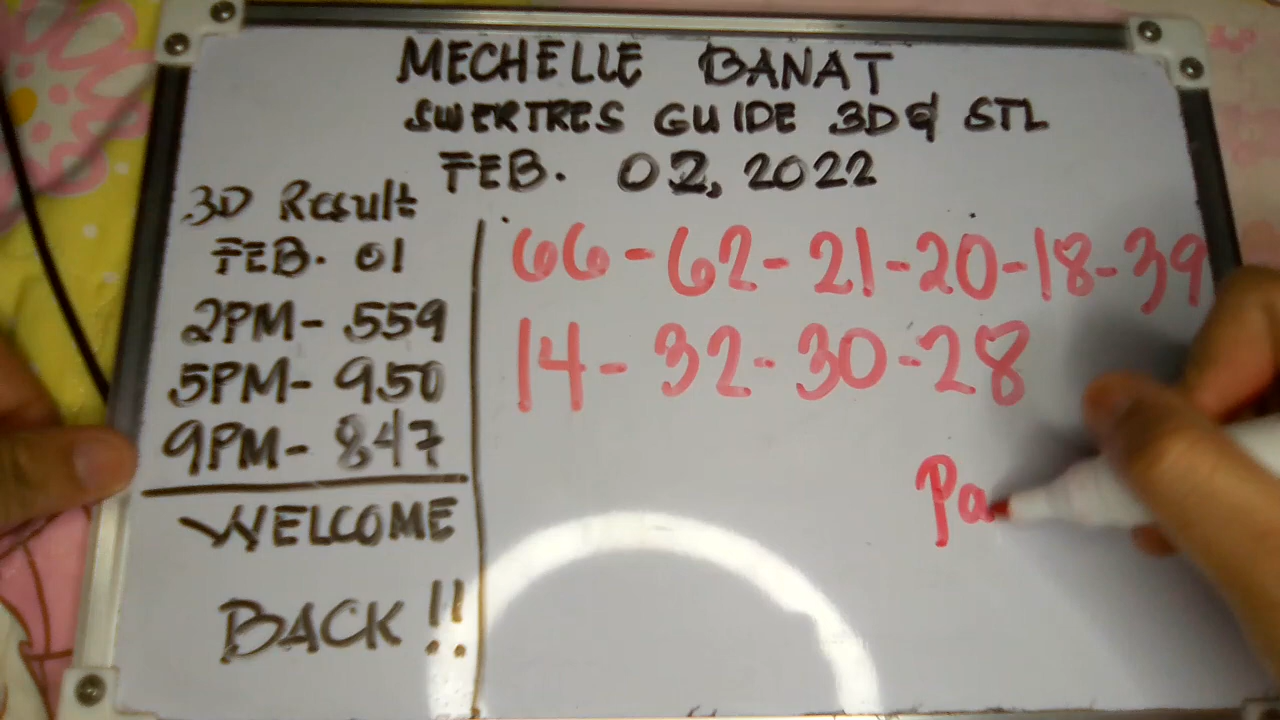 MECHELLE BANAT
SWERTRES GUIDE 3D & STL
FEB. 02, 2022
3D Result
FEB. 01
2PM - 559
5PM - 950
9PM - 847
WELCOME
BACK !!
66 - 62 - 21 - 20 - 18 - 39
14 - 32 - 30 - 28
Pa